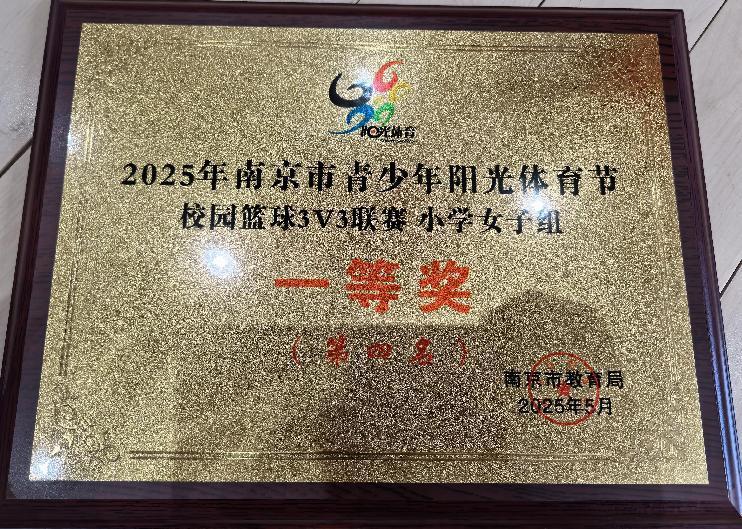 阳光体育
2025年南京市青少年阳光体育节
校园篮球3V3联赛 小学女子组
一等奖
（第四名）
南京市教育局
2025年5月